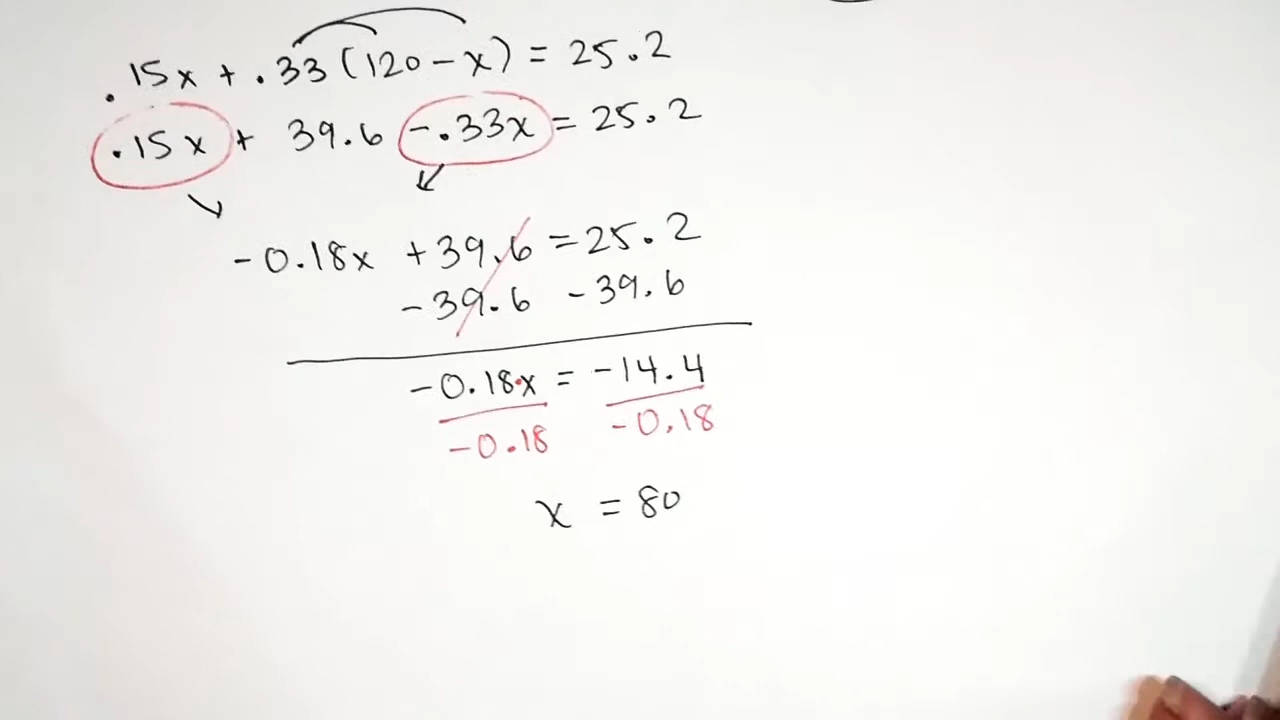 .15x + .33(120 - x) = 25.2
.15x + 39.6 -.33x = 25.2
-0.18x + 39.6 = 25.2
- 39.6 - 39.6
-0.18•x = -14.4
-0.18 -0.18
x = 80